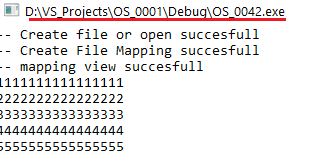 D:\VS_Projects\OS_0001\Debug\OS_0042.exe
-- Create file or open succesfull
-- Create File Mapping succesfull
-- mapping view succesfull
1111111111111111
2222222222222222
3333333333333333
4444444444444444
5555555555555555